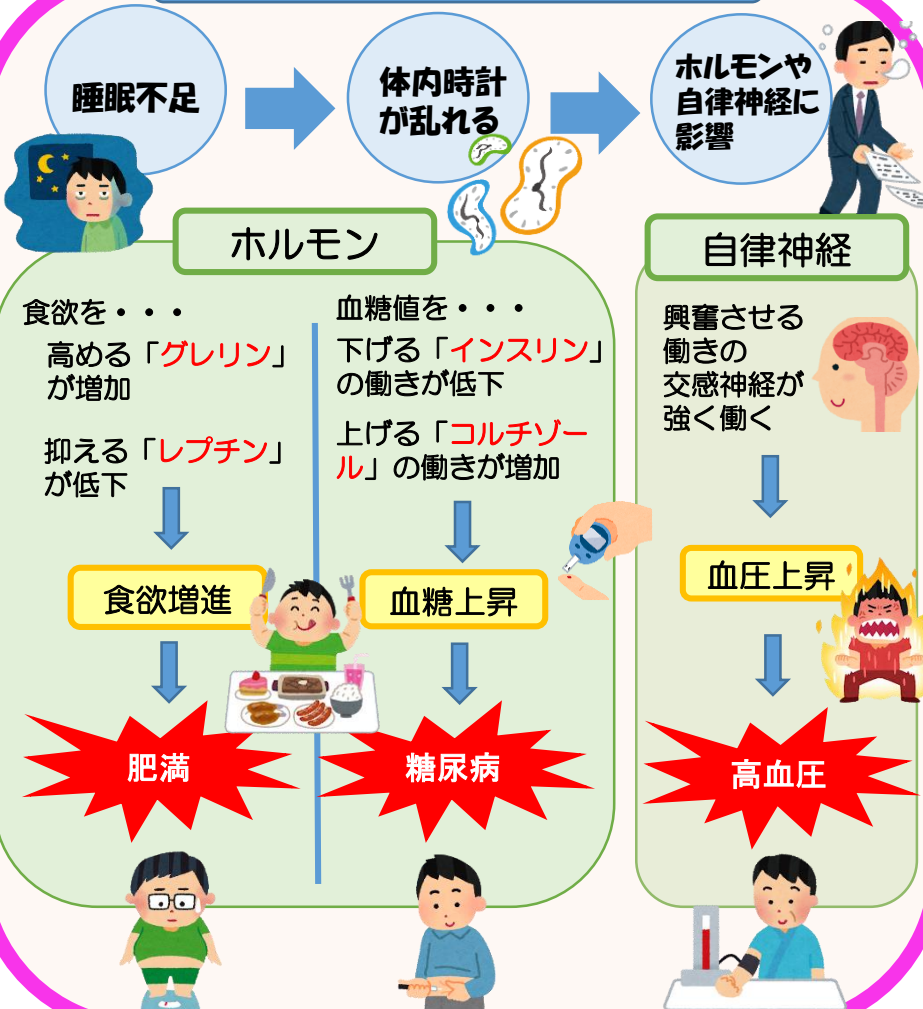 睡眠不足
体内時計
が乱れる
ホルモンや
自律神経に
影響
ホルモン
食欲を・・・
高める「グレリン」
が増加
抑える「レプチン」
が低下
食欲増進
肥満
血糖値を・・・
下げる「インスリン」
の働きが低下
上げる「コルチゾー
ル」の働きが増加
血糖上昇
糖尿病
自律神経
興奮させる
働きの
交感神経が
強く働く
血圧上昇
高血圧